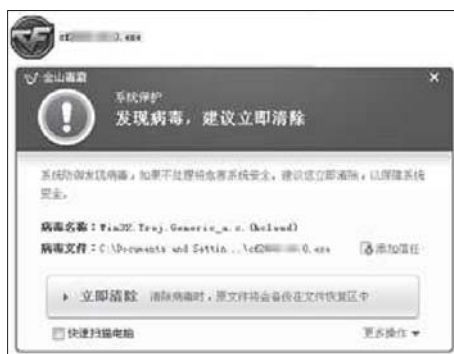 .exe
金山毒霸
系统保护
发现病毒，建议立即清除
系统防御发现病毒，如果不处理将危害系统安全。建议您立即清除，以保障系统
安全。
病毒名称：Win32.Troj.Generic_a.c.(kcloud)
病毒文件：C:\Documents and Settin...\cf2 0.exe 添加信任
立即清除 清除病毒时，原文件将会备份在文件恢复区中
快速扫描电脑 更多操作